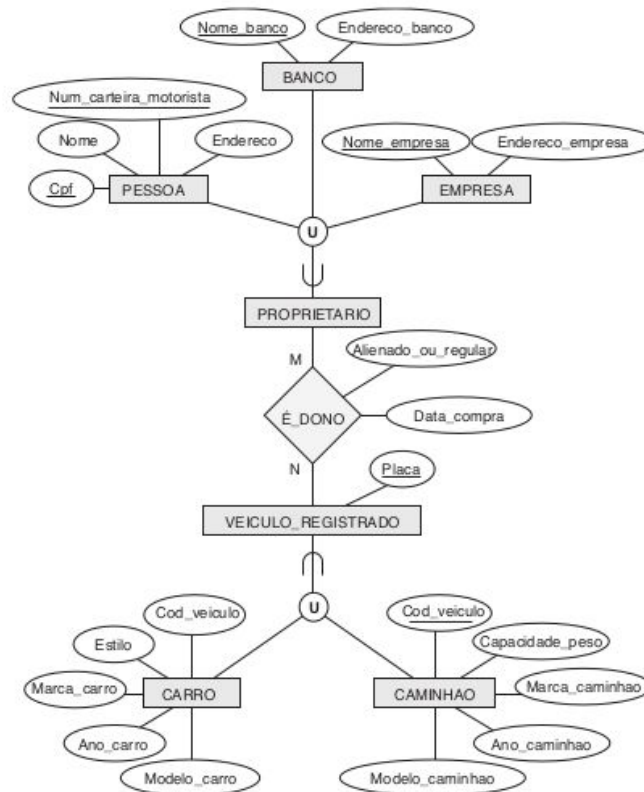 Nome_banco
Endereco_banco
BANCO
Num_carteira_motorista
Nome
Endereco
Nome_empresa
Endereco_empresa
Cpf
PESSOA
EMPRESA
U
PROPRIETARIO
M
Alienado_ou_regular
É_DONO
Data_compra
N
Placa
VEICULO_REGISTRADO
U
Cod_veiculo
Cod_veiculo
Estilo
Capacidade_peso
Marca_carro
CARRO
CAMINHAO
Marca_caminhao
Ano_carro
Ano_caminhao
Modelo_carro
Modelo_caminhao